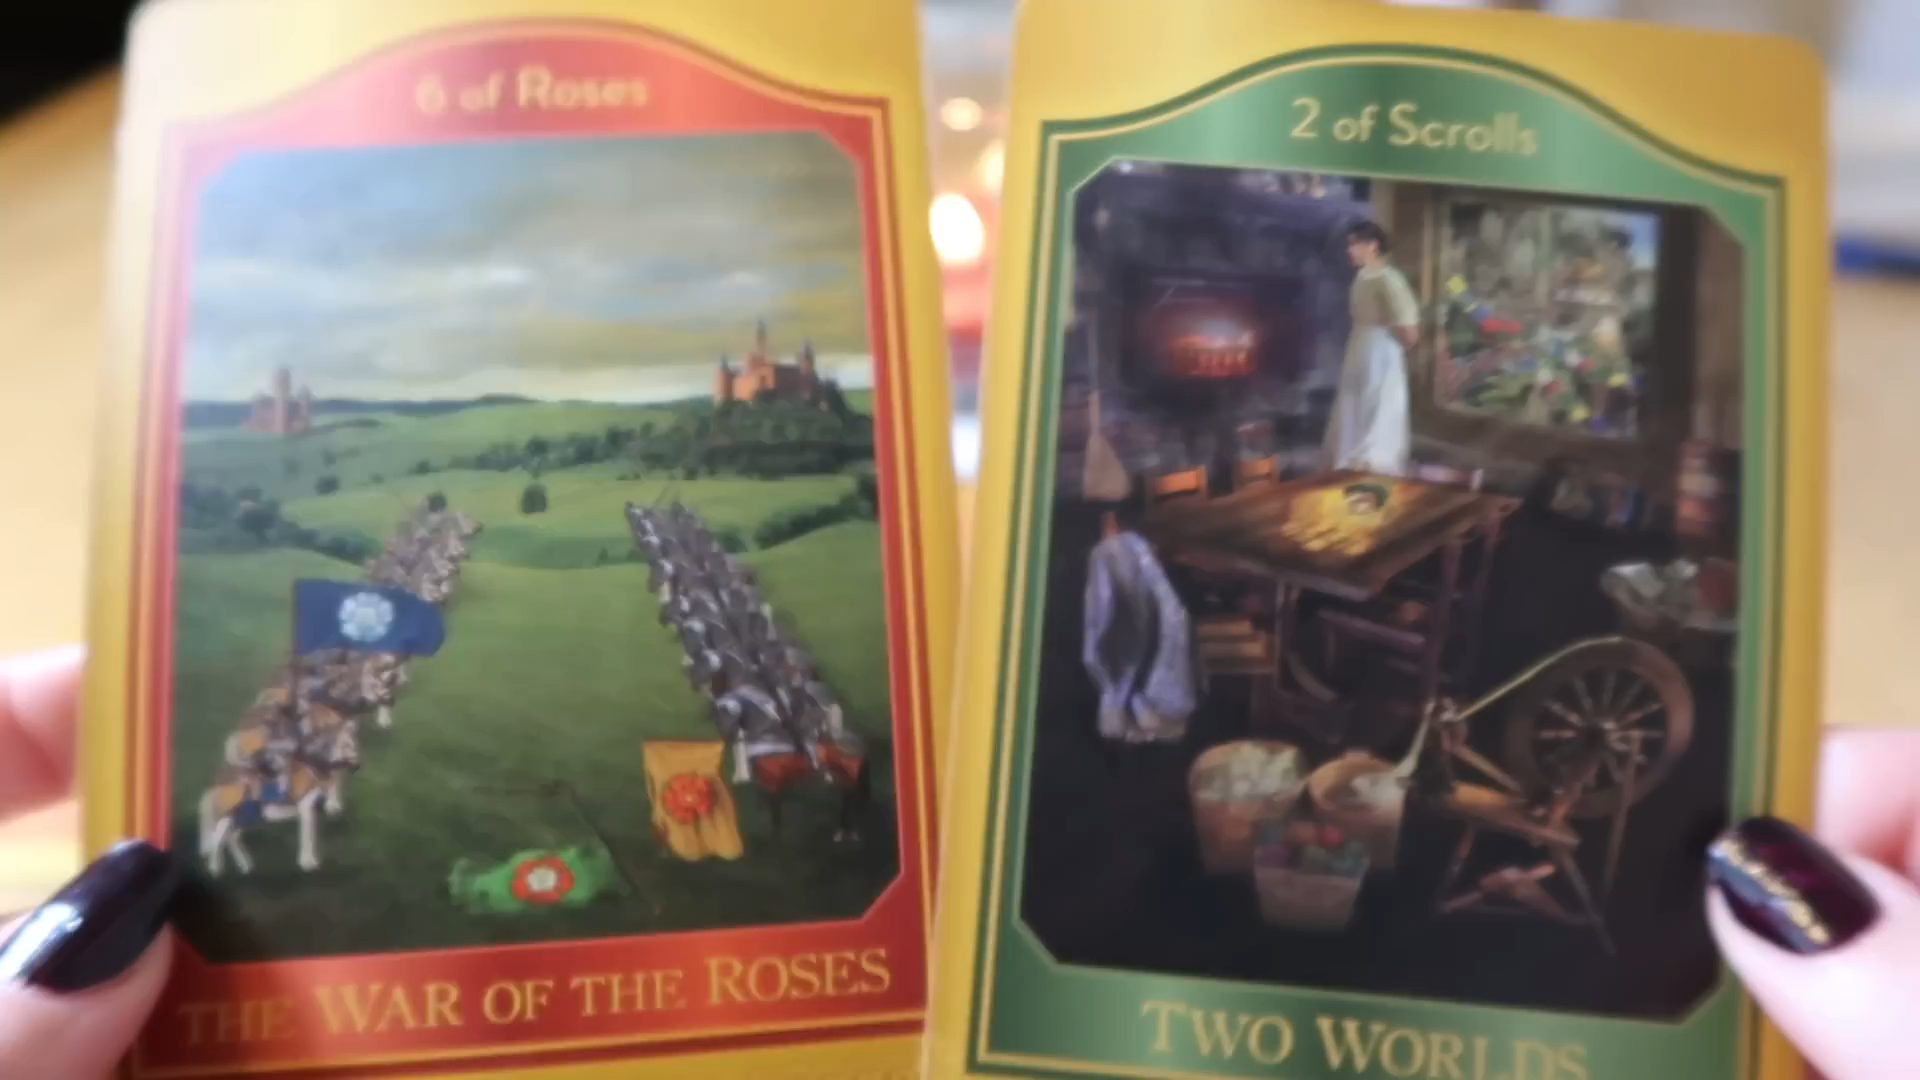 6 of Roses
THE WAR OF THE ROSES
2 of Scrolls
TWO WORLDS